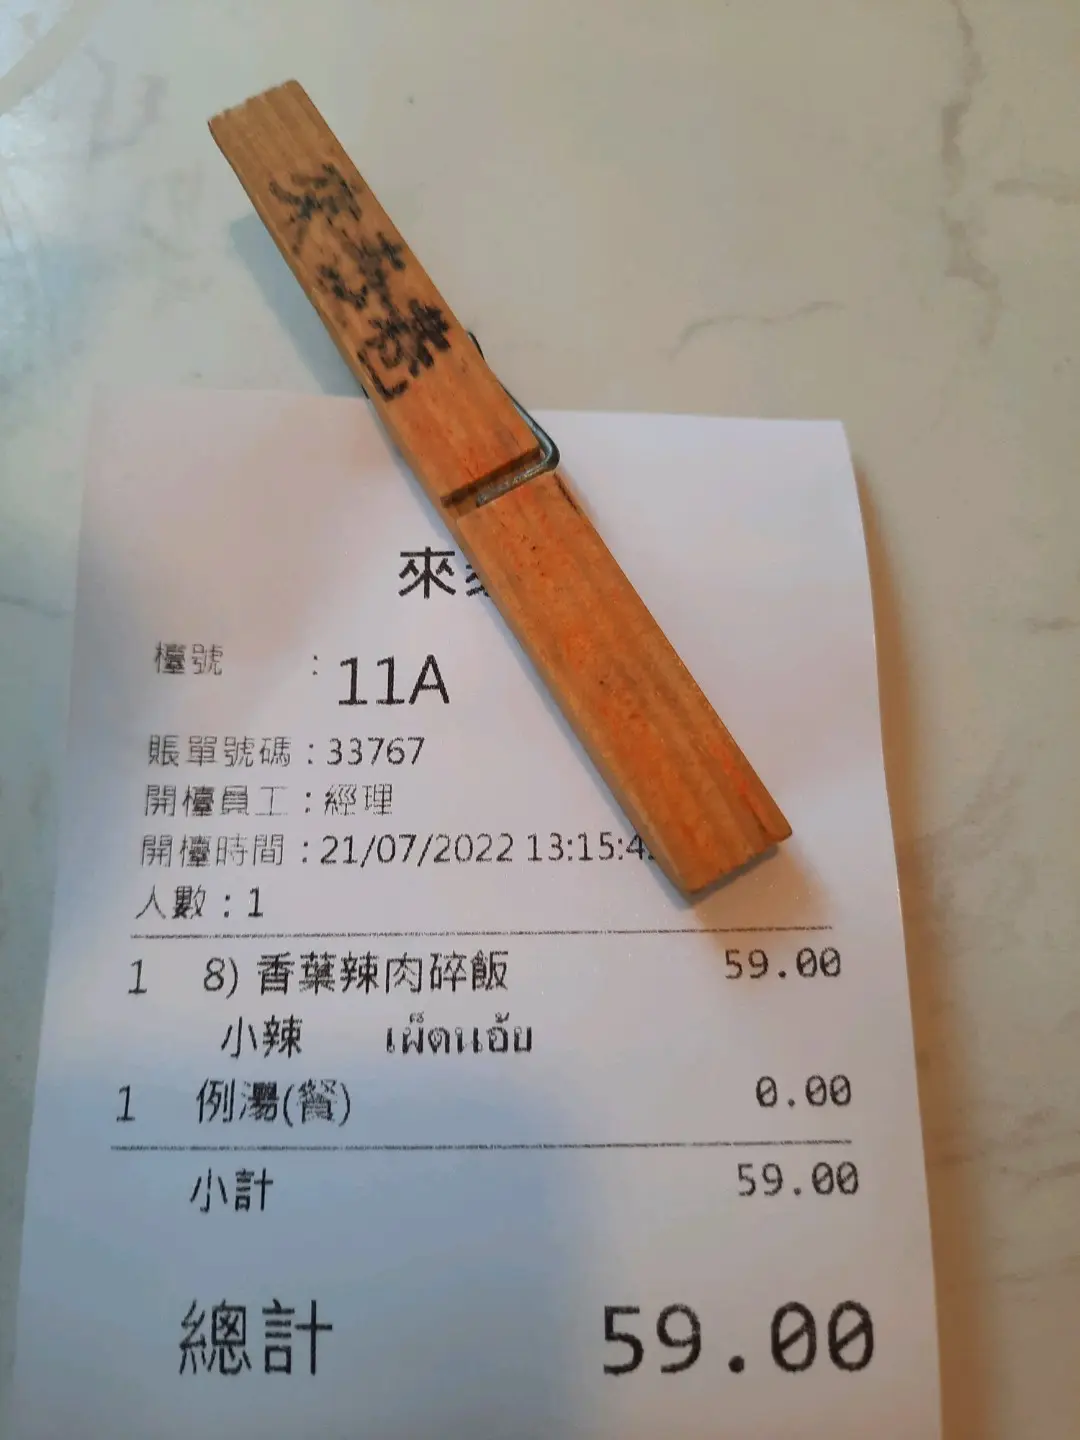 來
檯號 : 11A
賬單號碼 : 33767
開檯員工 : 經理
開檯時間 : 21/07/2022 13:15:4
人數 : 1
1 8) 香葉辣肉碎飯 59.00
小辣 เผ็ดน้อย
1 例湯(餐) 0.00
小計 59.00
總計 59.00